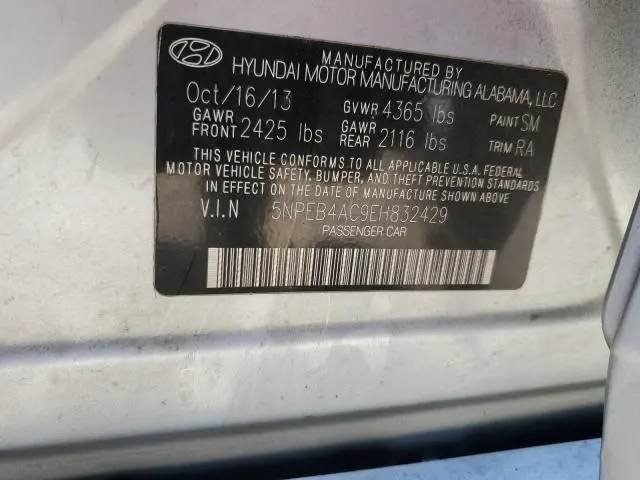 MANUFACTURED BY
HYUNDAI MOTOR MANUFACTURING ALABAMA, LLC
Oct/16/13 GVWR 4365 lbs PAINT SM
GAWR FRONT 2425 lbs GAWR REAR 2116 lbs TRIM RA
THIS VEHICLE CONFORMS TO ALL APPLICABLE U.S.A. FEDERAL
MOTOR VEHICLE SAFETY, BUMPER, AND THEFT PREVENTION STANDARDS
IN EFFECT ON THE DATE OF MANUFACTURE SHOWN ABOVE
V.I.N 5NPEB4AC9EH832429
PASSENGER CAR